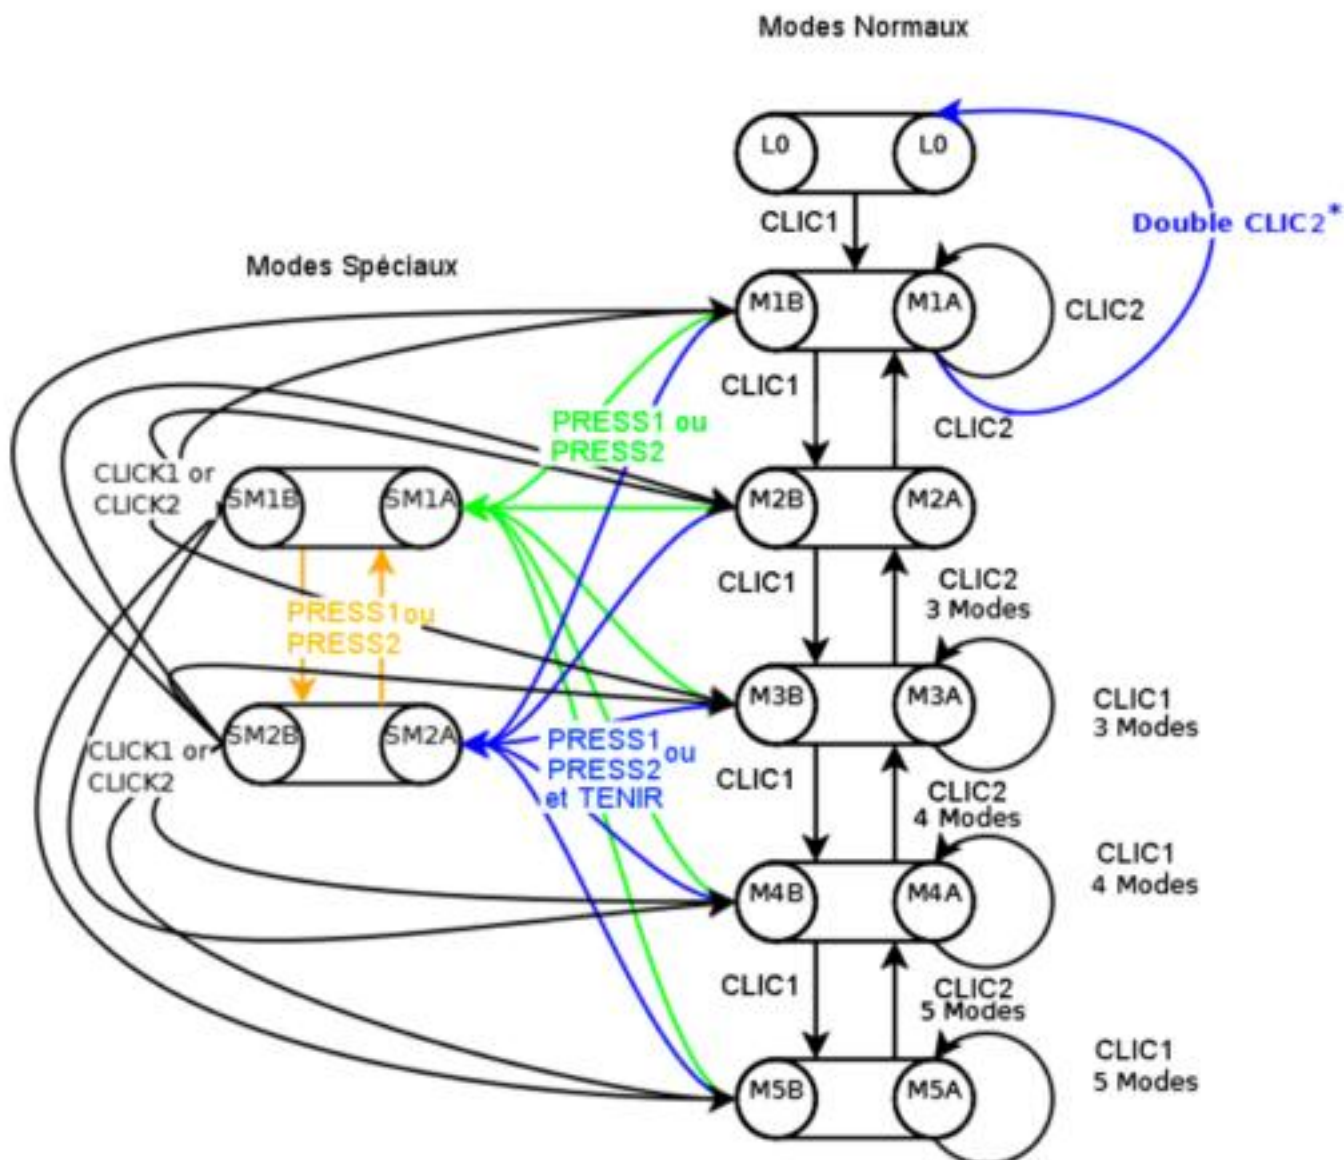 Modes Normaux
L0
L0
CLIC1
Double CLIC2*
Modes Spéciaux
M1B
M1A
CLIC2
CLIC1
CLIC2
PRESS1 ou
PRESS2
CLICK1 or
CLICK2
SM1B
SM1A
M2B
M2A
CLIC1
CLIC2
3 Modes
PRESS1 ou
PRESS2
M3B
M3A
CLIC1
3 Modes
SM2B
SM2A
CLICK1 or
CLICK2
PRESS1 ou
PRESS2
et TENIR
CLIC1
CLIC2
4 Modes
M4B
M4A
CLIC1
4 Modes
CLIC1
CLIC2
5 Modes
M5B
M5A
CLIC1
5 Modes